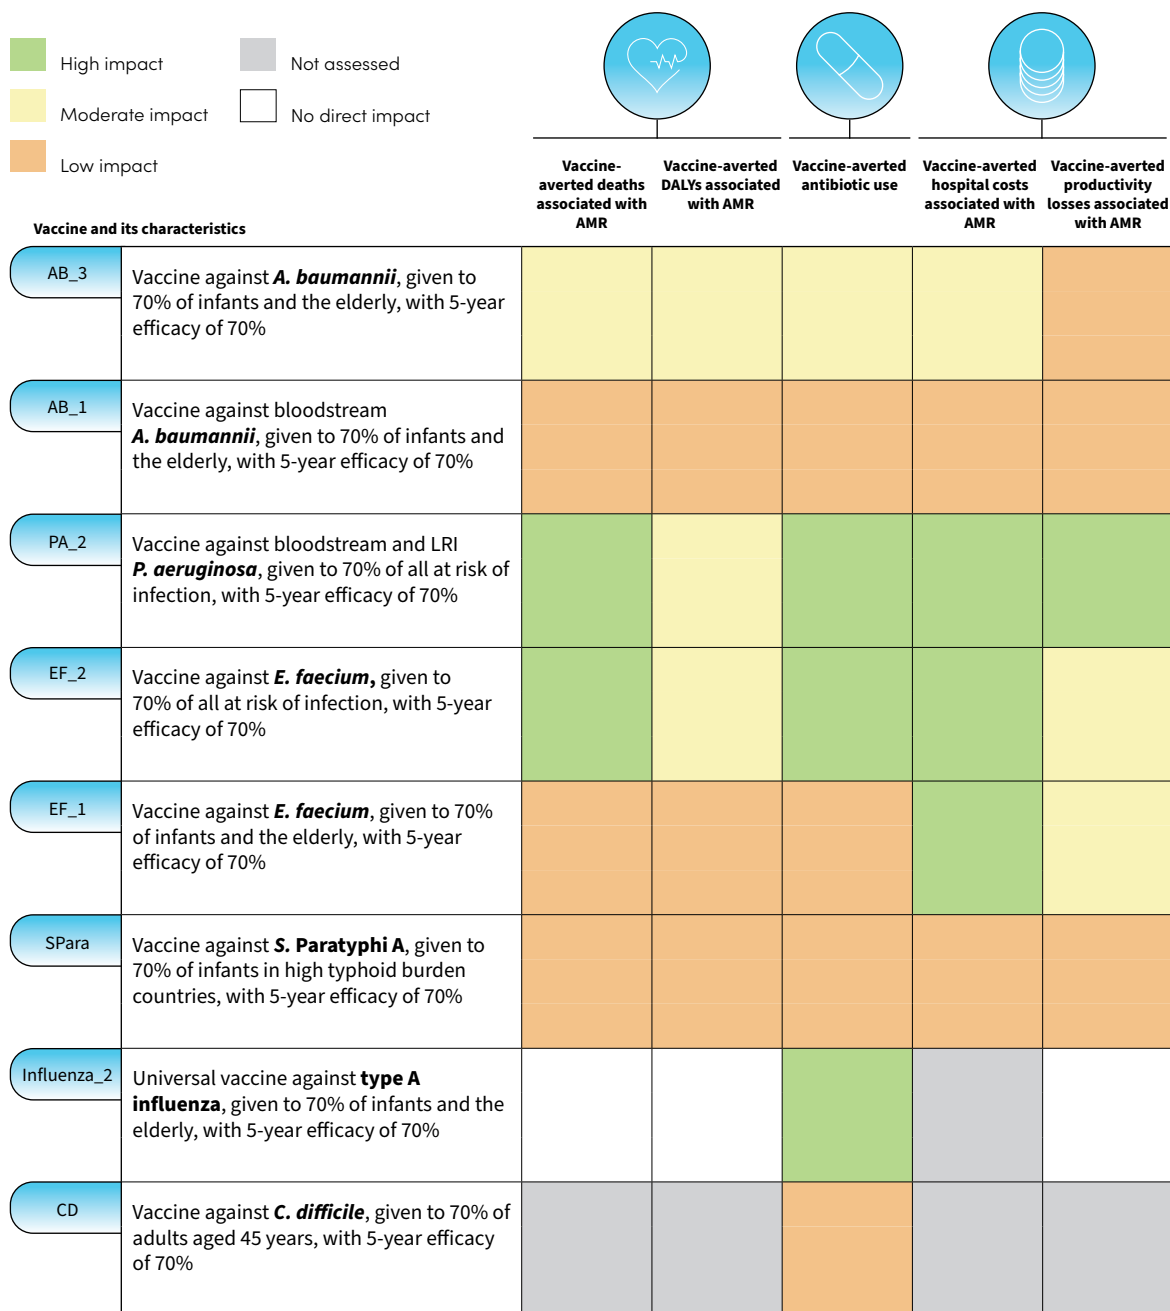 High impact
Not assessed
Moderate impact
No direct impact
Low impact
Vaccine-
averted deaths
associated with
AMR
Vaccine-averted
DALYs associated
with AMR
Vaccine-averted
antibiotic use
Vaccine-averted
hospital costs
associated with
AMR
Vaccine-averted
productivity
losses associated
with AMR
Vaccine and its characteristics
AB_3
Vaccine against A. baumannii, given to
70% of infants and the elderly, with 5-year
efficacy of 70%
AB_1
Vaccine against bloodstream
A. baumannii, given to 70% of infants and
the elderly, with 5-year efficacy of 70%
PA_2
Vaccine against bloodstream and LRI
P. aeruginosa, given to 70% of all at risk of
infection, with 5-year efficacy of 70%
EF_2
Vaccine against E. faecium, given to
70% of all at risk of infection, with 5-year
efficacy of 70%
EF_1
Vaccine against E. faecium, given to 70%
of infants and the elderly, with 5-year
efficacy of 70%
SPara
Vaccine against S. Paratyphi A, given to
70% of infants in high typhoid burden
countries, with 5-year efficacy of 70%
Influenza_2
Universal vaccine against type A
influenza, given to 70% of infants and the
elderly, with 5-year efficacy of 70%
CD
Vaccine against C. difficile, given to 70% of
adults aged 45 years, with 5-year efficacy
of 70%